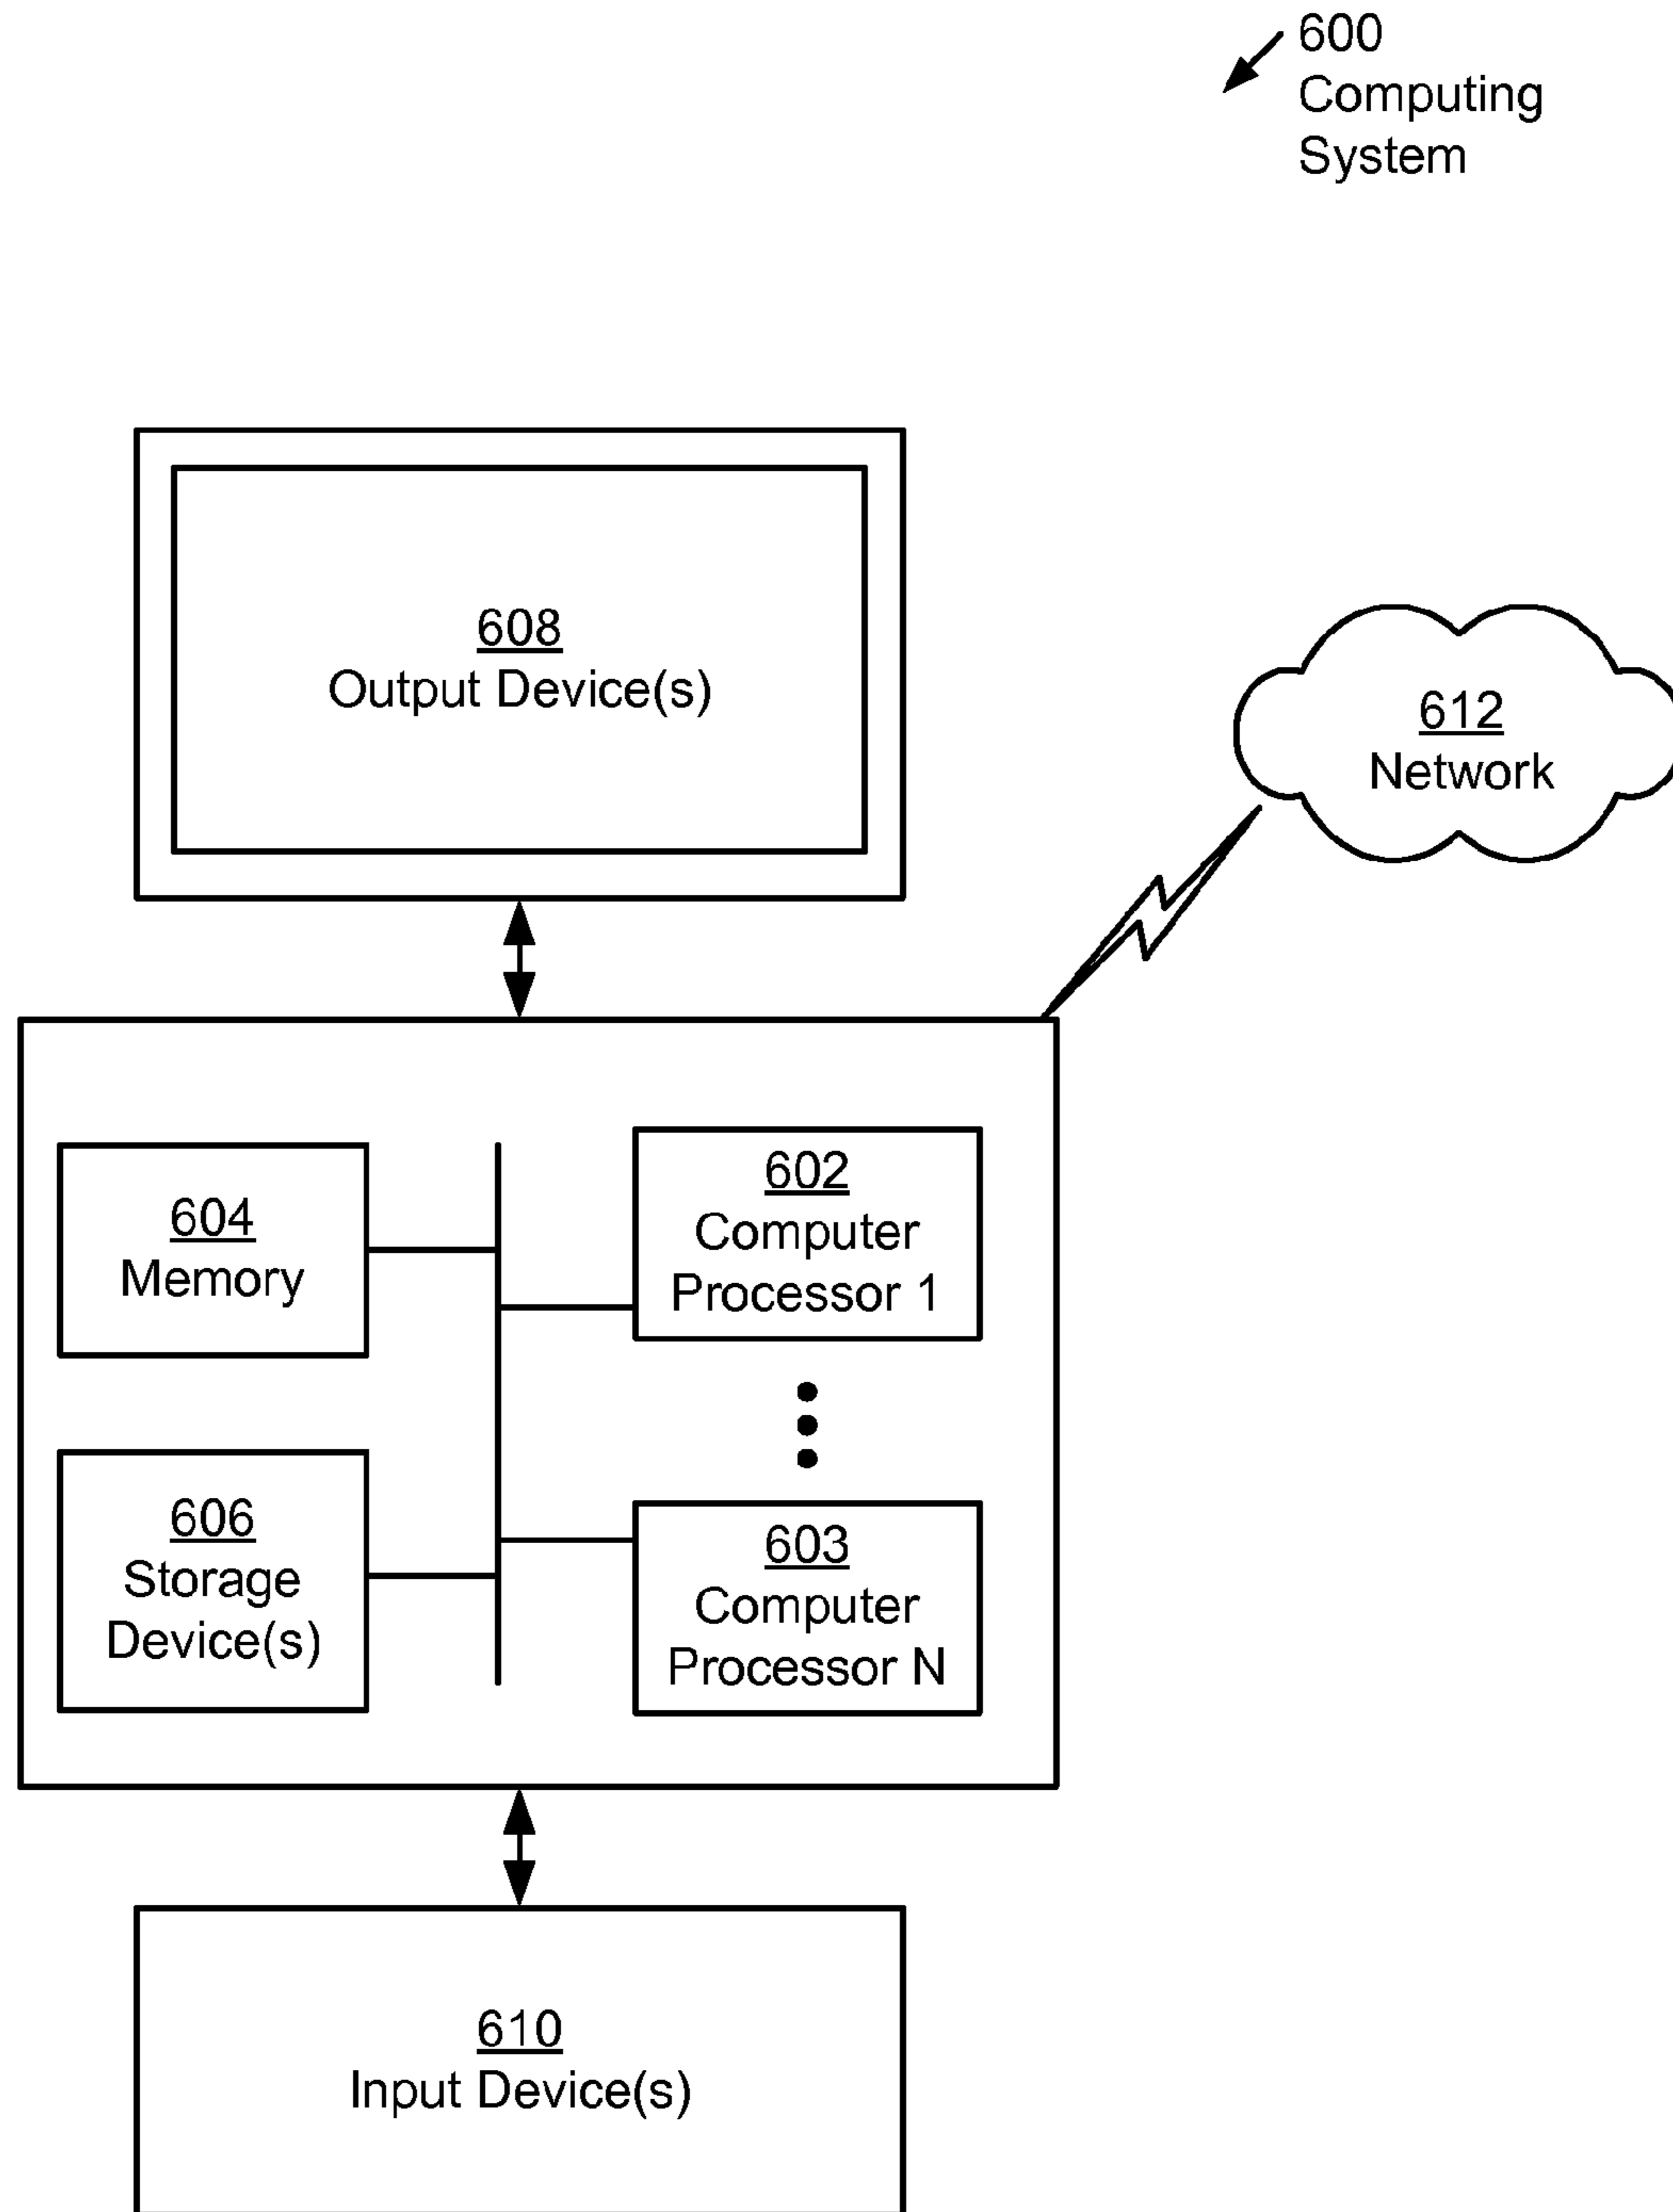 600
Computing
System
608
Output Device(s)
612
Network
604
Memory
602
Computer
Processor 1
606
Storage
Device(s)
603
Computer
Processor N
610
Input Device(s)